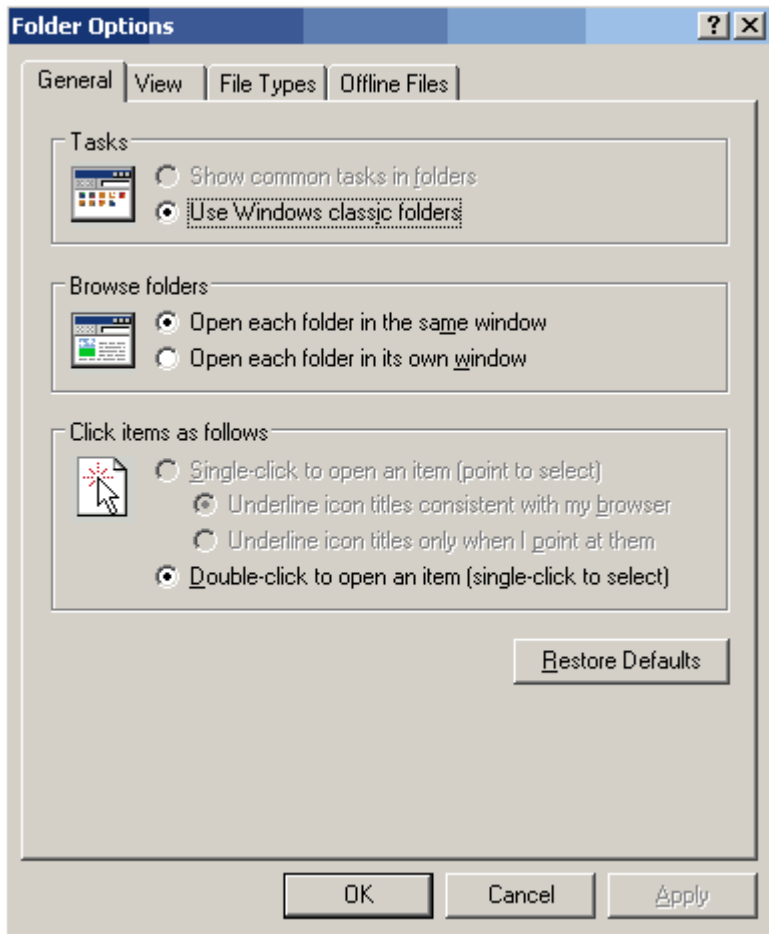 Folder Options
General View File Types Offline Files
Tasks
Show common tasks in folders
Use Windows classic folders
Browse folders
Open each folder in the same window
Open each folder in its own window
Click items as follows
Single-click to open an item (point to select)
Underline icon titles consistent with my browser
Underline icon titles only when I point at them
Double-click to open an item (single-click to select)
Restore Defaults
OK Cancel Apply